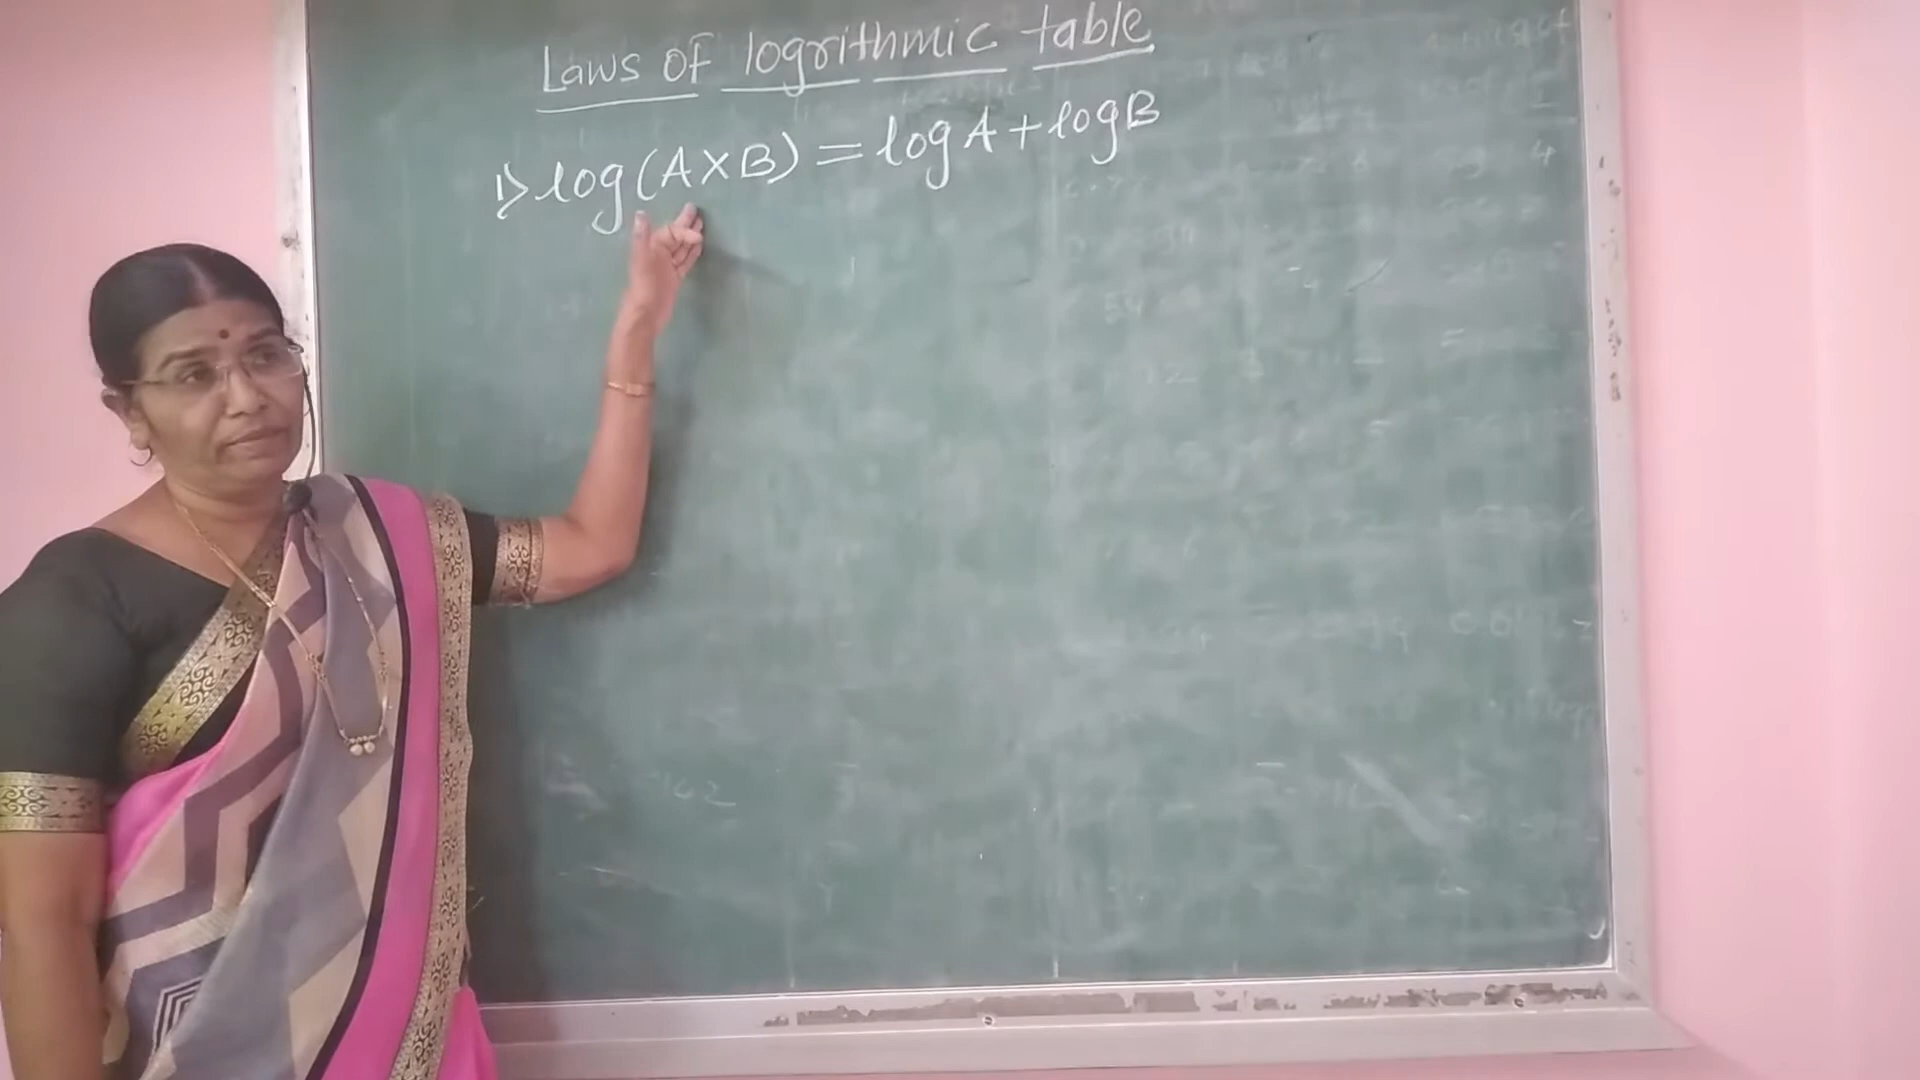 Laws of logrithmic table
1> log(A×B) = log A + log B